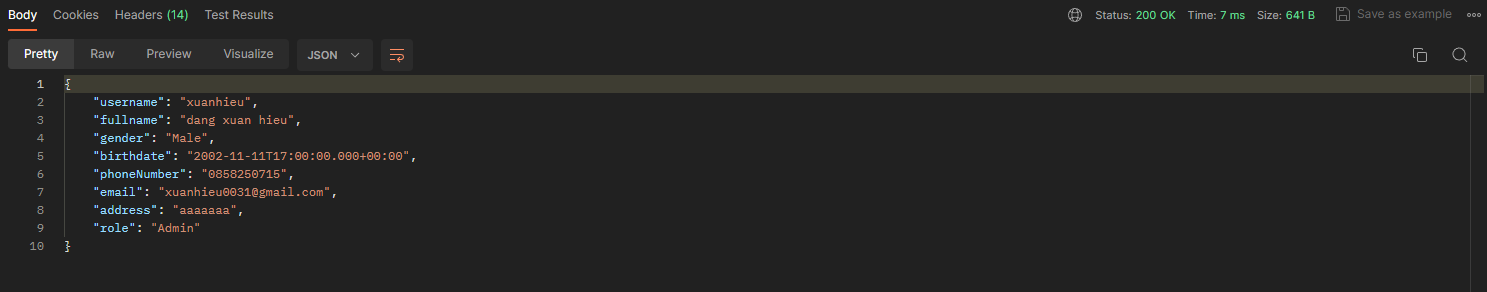 Body Cookies Headers (14) Test Results Status: 200 OK Time: 7 ms Size: 641 B Save as example
Pretty Raw Preview Visualize JSON
1 {
2 "username": "xuanhieu",
3 "fullname": "dang xuan hieu",
4 "gender": "Male",
5 "birthdate": "2002-11-11T17:00:00.000+00:00",
6 "phoneNumber": "0858250715",
7 "email": "xuanhieu0031@gmail.com",
8 "address": "aaaaaaa",
9 "role": "Admin"
10 }